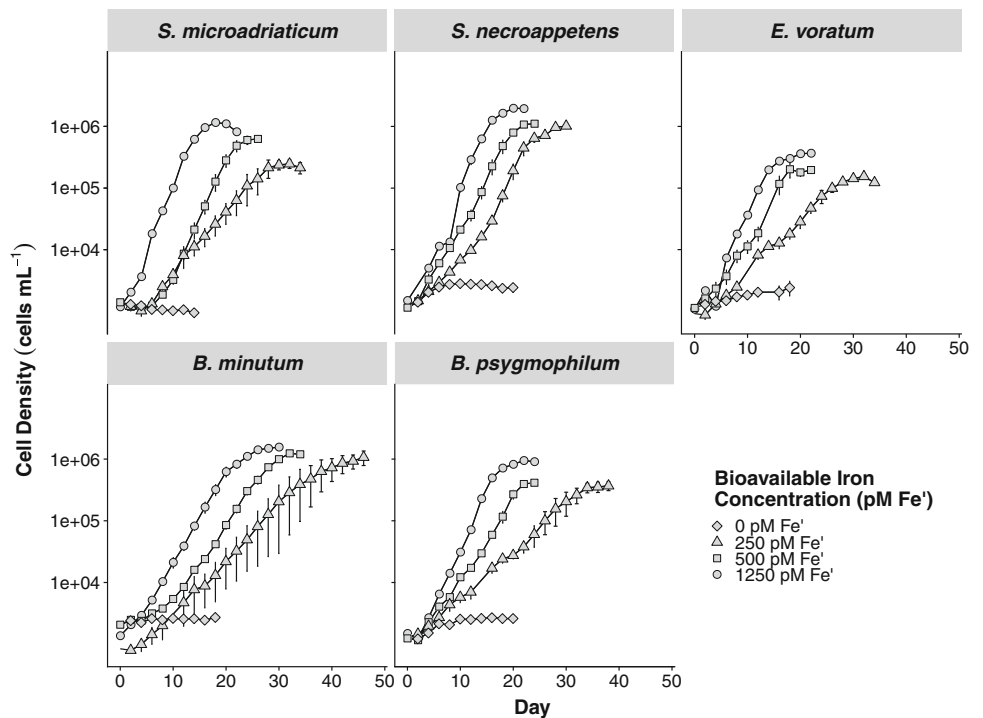 S. microadriaticum
S. necroappetens
E. voratum
1e+06
1e+05
1e+04
0 10 20 30 40 50
B. minutum
B. psygmophilum
1e+06
1e+05
1e+04
0 10 20 30 40 50
0 10 20 30 40 50
Cell Density (cells mL⁻¹)
Day
Bioavailable Iron
Concentration (pM Fe')
0 pM Fe'
250 pM Fe'
500 pM Fe'
1250 pM Fe'